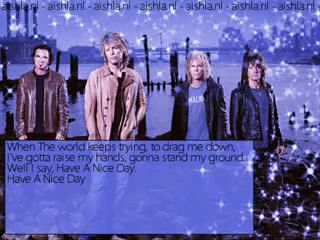 aishla.nl - aishla.nl - aishla.nl - aishla.nl - aishla.nl - aishla.nl - aishla.nl
When The world keeps trying, to drag me down,
I've gotta raise my hands, gonna stand my ground.
Well I say, Have A Nice Day.
Have A Nice Day